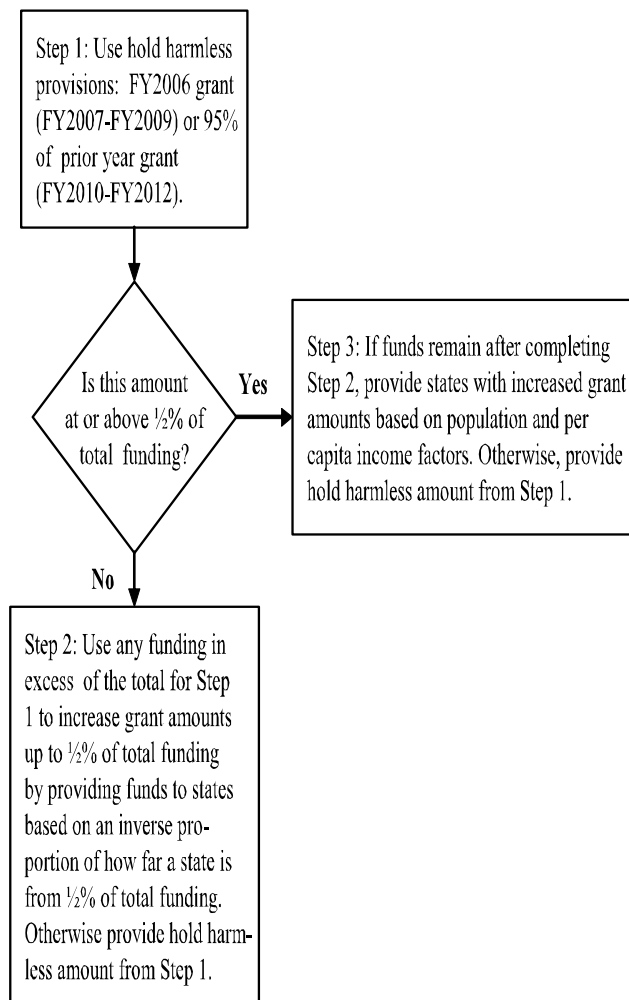 Step 1: Use hold harmless
provisions: FY2006 grant
(FY2007-FY2009) or 95%
of prior year grant
(FY2010-FY2012).
Is this amount
at or above ½% of
total funding?
Yes
Step 3: If funds remain after completing
Step 2, provide states with increased grant
amounts based on population and per
capita income factors. Otherwise, provide
hold harmless amount from Step 1.
No
Step 2: Use any funding in
excess of the total for Step
1 to increase grant amounts
up to ½% of total funding
by providing funds to states
based on an inverse pro-
portion of how far a state is
from ½% of total funding.
Otherwise provide hold harm-
less amount from Step 1.